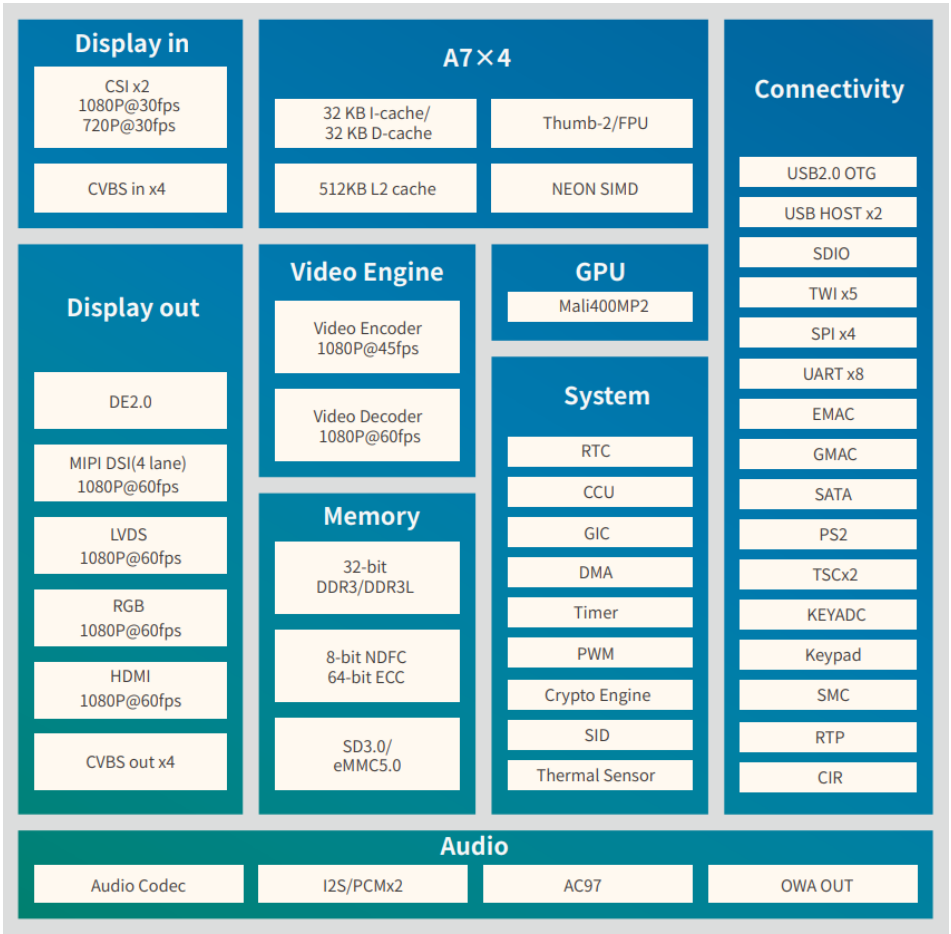 Display in
CSI x2
1080P@30fps
720P@30fps
CVBS in x4
A7×4
32 KB I-cache/
32 KB D-cache
Thumb-2/FPU
512KB L2 cache
NEON SIMD
Connectivity
USB2.0 OTG
USB HOST x2
SDIO
TWI x5
SPI x4
UART x8
EMAC
GMAC
SATA
PS2
TSCx2
KEYADC
Keypad
SMC
RTP
CIR
Display out
DE2.0
MIPI DSI(4 lane)
1080P@60fps
LVDS
1080P@60fps
RGB
1080P@60fps
HDMI
1080P@60fps
CVBS out x4
Video Engine
Video Encoder
1080P@45fps
Video Decoder
1080P@60fps
GPU
Mali400MP2
Memory
32-bit
DDR3/DDR3L
8-bit NDFC
64-bit ECC
SD3.0/
eMMC5.0
System
RTC
CCU
GIC
DMA
Timer
PWM
Crypto Engine
SID
Thermal Sensor
Audio
Audio Codec
I2S/PCMx2
AC97
OWA OUT